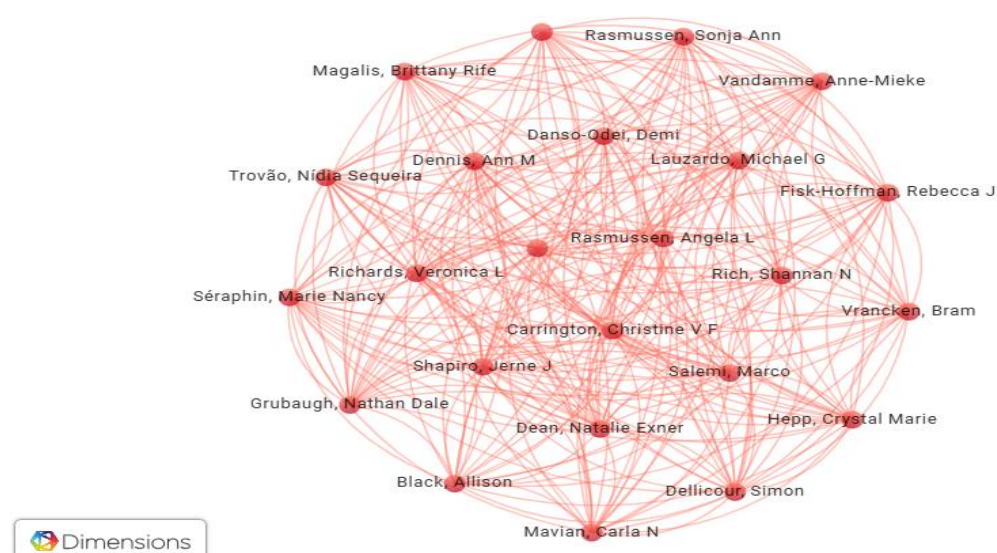 Rasmussen, Sonja Ann
Magalis, Brittany Rife
Vandamme, Anne-Mieke
Danso-Odei, Demi
Dennis, Ann M
Lauzardo, Michael G
Trovão, Nídia Sequeira
Fisk-Hoffman, Rebecca J
Rasmussen, Angela L
Richards, Veronica L
Rich, Shannan N
Séraphin, Marie Nancy
Vrancken, Bram
Carrington, Christine V F
Shapiro, Jerne J
Salemi, Marco
Grubaugh, Nathan Dale
Hepp, Crystal Marie
Dean, Natalie Exner
Black, Allison
Dellicour, Simon
Mavian, Carla N
Dimensions